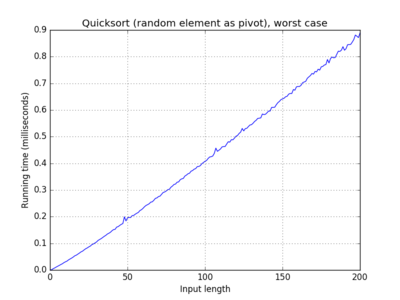 Quicksort (random element as pivot), worst case
Running time (milliseconds)
0.9
0.8
0.7
0.6
0.5
0.4
0.3
0.2
0.1
0.0
0 50 100 150 200
Input length